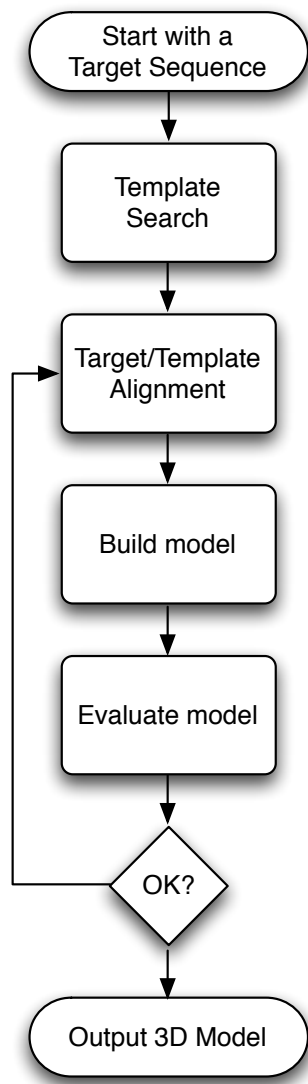 Start with a
Target Sequence
Template
Search
Target/Template
Alignment
Build model
Evaluate model
OK?
Output 3D Model